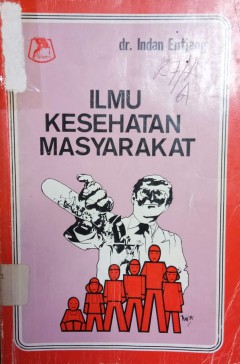 dr. Indan Entjang
ILMU
KESEHATAN
MASYARAKAT